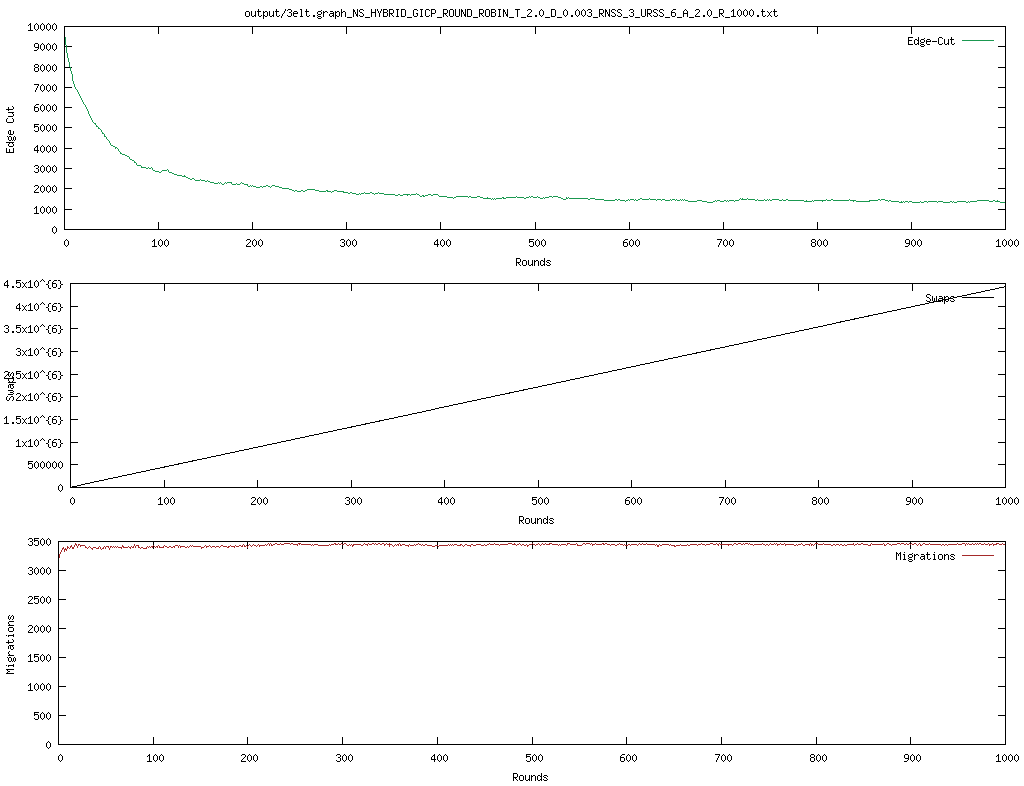 output/3elt.graph_NS_HYBRID_GICP_ROUND_ROBIN_T_2.0_D_0.003_RNSS_3_URSS_6_A_2.0_R_1000.txt
Edge-Cut
10000
9000
8000
7000
6000
5000
4000
3000
2000
1000
0
Edge Cut
0 100 200 300 400 500 600 700 800 900 1000
Rounds
Swaps
4.5x10^{6}
4x10^{6}
3.5x10^{6}
3x10^{6}
2.5x10^{6}
2x10^{6}
1.5x10^{6}
1x10^{6}
500000
0
Swaps
0 100 200 300 400 500 600 700 800 900 1000
Rounds
Migrations
3500
3000
2500
2000
1500
1000
500
0
Migrations
0 100 200 300 400 500 600 700 800 900 1000
Rounds